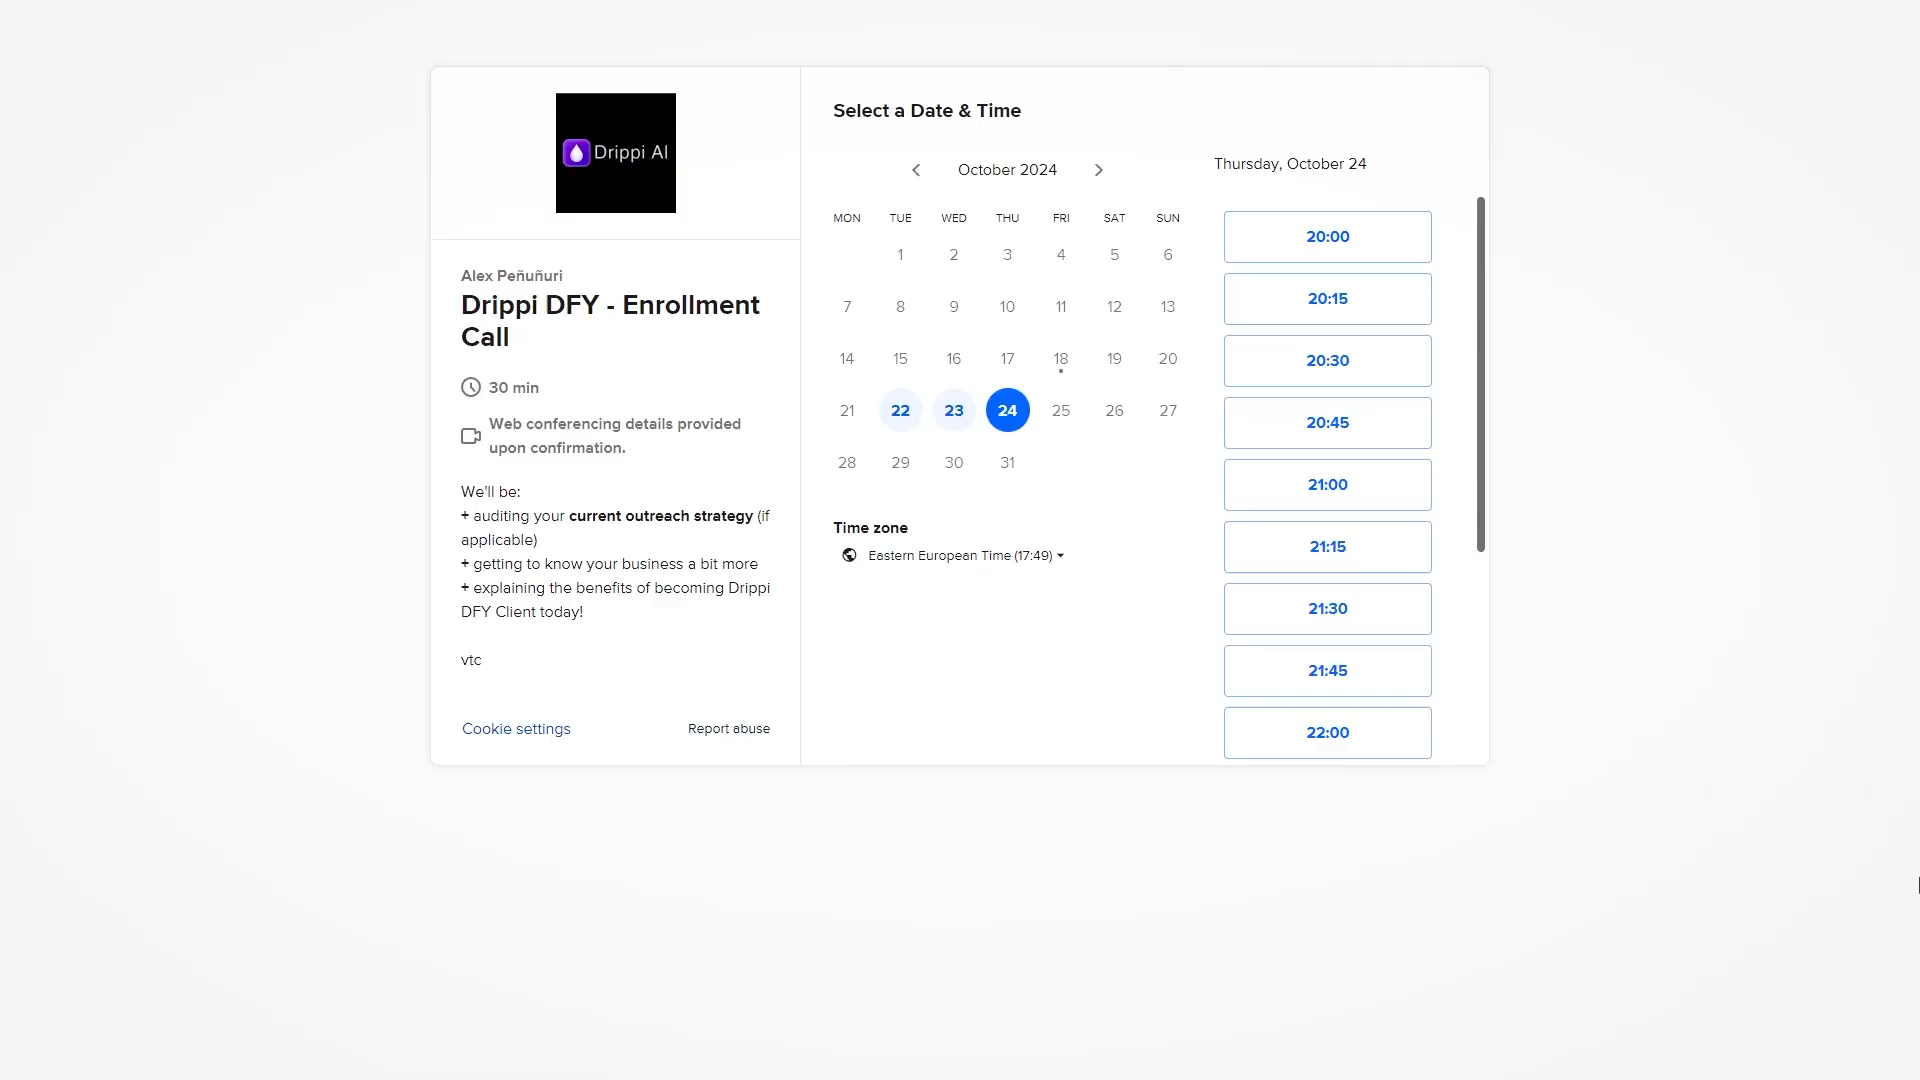 Drippi AI
Alex Peñuñuri
Drippi DFY - Enrollment
Call
30 min
Web conferencing details provided
upon confirmation.
We'll be:
+ auditing your current outreach strategy (if
applicable)
+ getting to know your business a bit more
+ explaining the benefits of becoming Drippi
DFY Client today!
vtc
Cookie settings
Report abuse
Select a Date & Time
October 2024
MON TUE WED THU FRI SAT SUN
1 2 3 4 5 6
7 8 9 10 11 12 13
14 15 16 17 18 19 20
21 22 23 24 25 26 27
28 29 30 31
Time zone
Eastern European Time (17:49)
Thursday, October 24
20:00
20:15
20:30
20:45
21:00
21:15
21:30
21:45
22:00